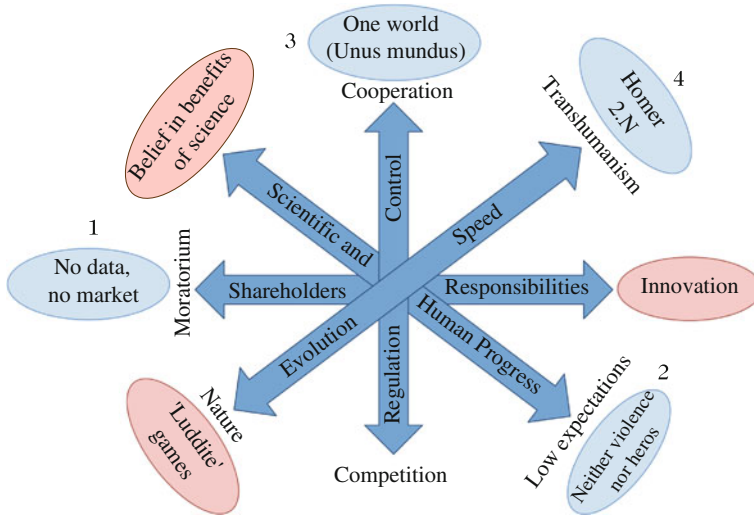 3
One world
(Unus mundus)
Cooperation
4
Homer
2.N
Transhumanism
Belief in benefits
of science
Control
Speed
Scientific and
1
No data,
no market
Moratorium
Shareholders
Responsibilities
Innovation
Evolution
Regulation
Human Progress
Nature
'Luddite'
games
Competition
Low expectations
2
Neither violence
nor heros